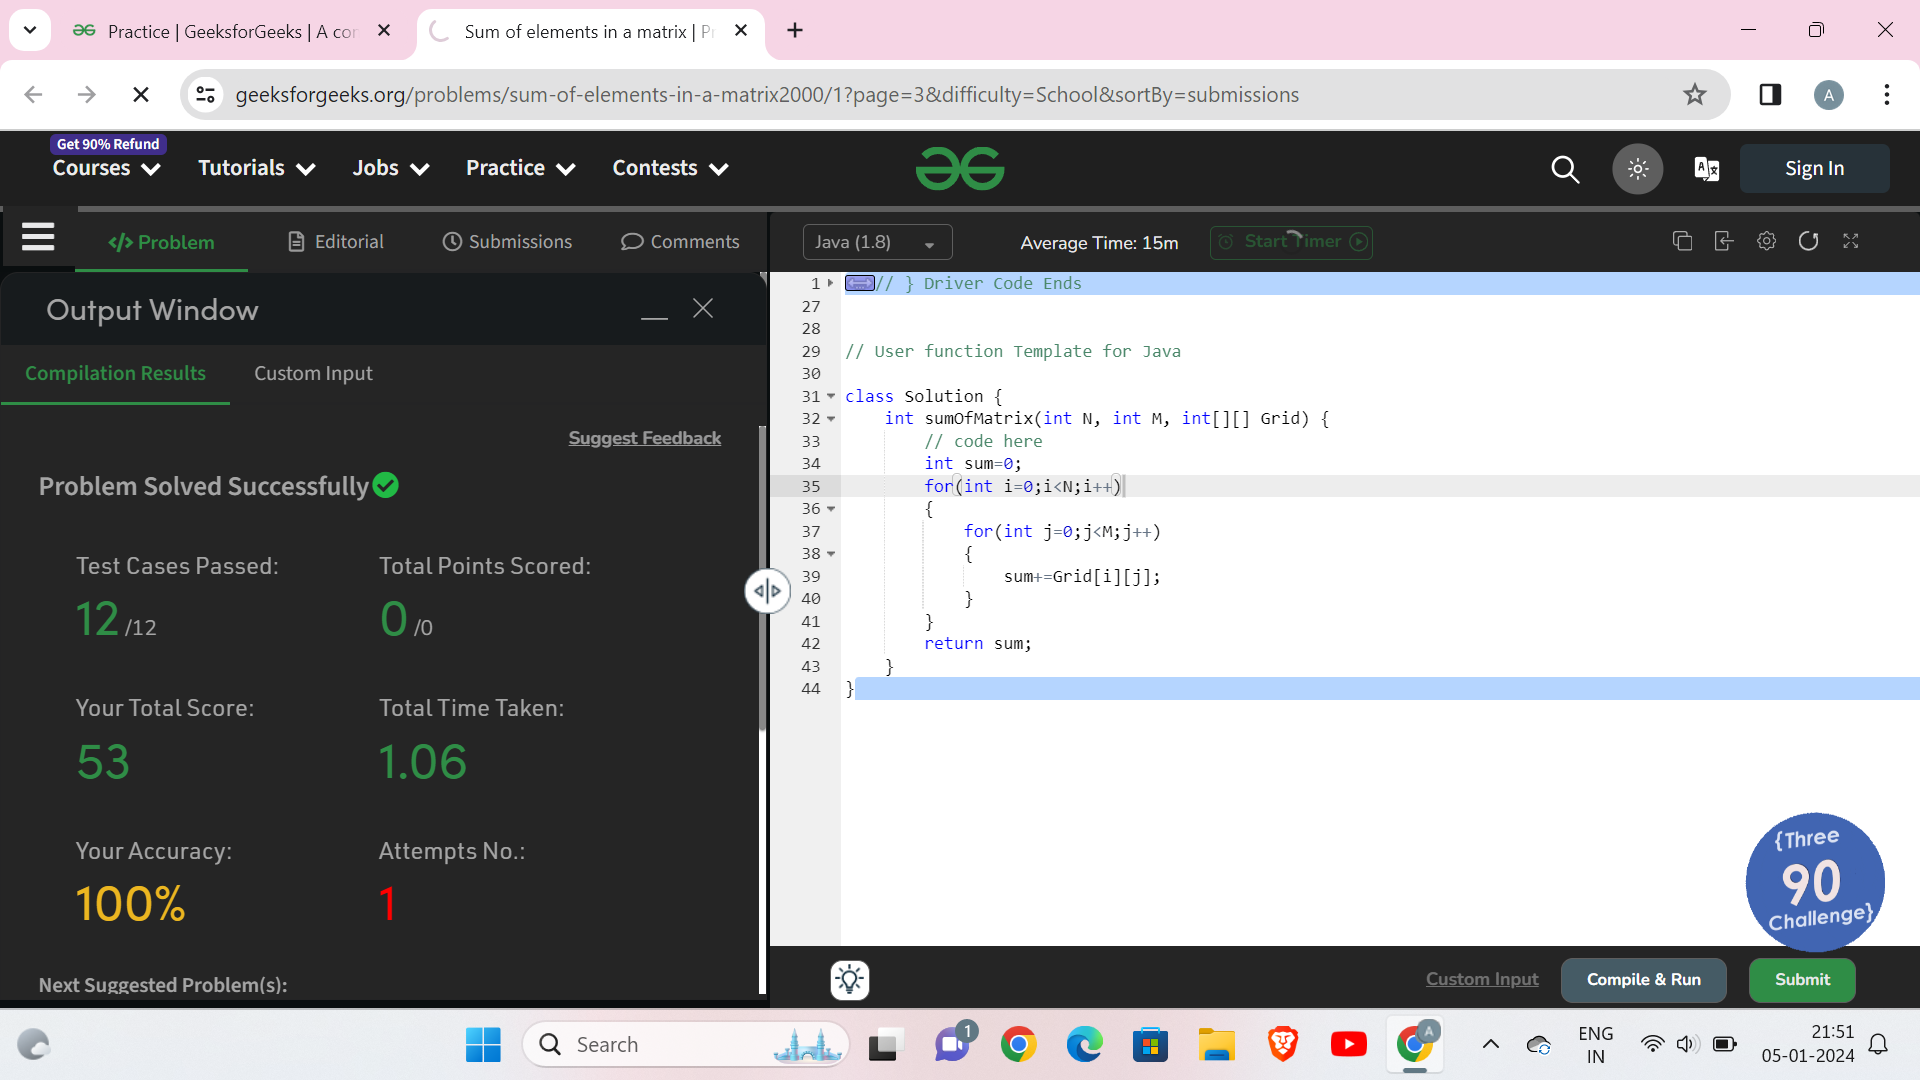 Practice | GeeksforGeeks | A co
Sum of elements in a matrix | P
geeksforgeeks.org/problems/sum-of-elements-in-a-matrix2000/1?page=3&difficulty=School&sortBy=submissions
A
Get 90% Refund
Courses
Tutorials
Jobs
Practice
Contests
Sign In
</> Problem
Editorial
Submissions
Comments
Java (1.8)
Average Time: 15m
Start Timer
Output Window
Compilation Results
Custom Input
Suggest Feedback
Problem Solved Successfully
Test Cases Passed:
Total Points Scored:
12 /12
0 /0
Your Total Score:
Total Time Taken:
53
1.06
Your Accuracy:
Attempts No.:
100%
1
Next Suggested Problem(s):
1 // } Driver Code Ends
27
28
29 // User function Template for Java
30
31 class Solution {
32 int sumOfMatrix(int N, int M, int[][] Grid) {
33 // code here
34 int sum=0;
35 for(int i=0;i<N;i++)
36 {
37 for(int j=0;j<M;j++)
38 {
39 sum+=Grid[i][j];
40 }
41 }
42 return sum;
43 }
44 }
{Three
90
Challenge}
Custom Input
Compile & Run
Submit
Search
1
A
ENG
IN
21:51
05-01-2024